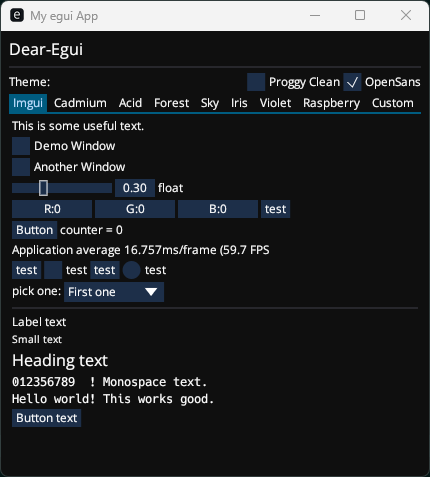 My egui App
Dear-Egui
Theme: Proggy Clean OpenSans
Imgui Cadmium Acid Forest Sky Iris Violet Raspberry Custom
This is some useful text.
Demo Window
Another Window
0.30 float
R:0 G:0 B:0 test
Button counter = 0
Application average 16.757ms/frame (59.7 FPS
test test test test
pick one: First one
Label text
Small text
Heading text
012356789  ! Monospace text.
Hello world! This works good.
Button text